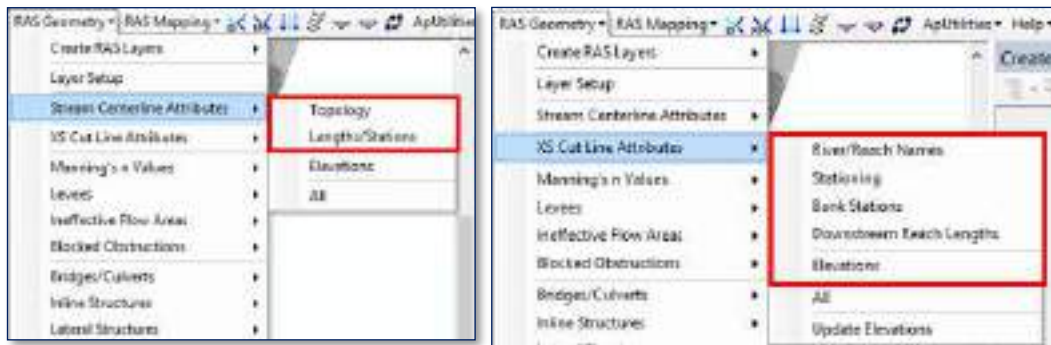 RAS Geometry RAS Mapping ApUtilities
Create RAS Layers
Layer Setup
Stream Centerline Attributes
XS Cut Line Attributes
Manning's n Values
Levees
Ineffective Flow Areas
Blocked Obstructions
Bridges/Culverts
Inline Structures
Lateral Structures
Topology
Lengths/Stations
Elevations
All
RAS Geometry RAS Mapping ApUtilities Help
Create RAS Layers
Layer Setup
Stream Centerline Attributes
XS Cut Line Attributes
Manning's n Values
Levees
Ineffective Flow Areas
Blocked Obstructions
Bridges/Culverts
Inline Structures
River/Reach Names
Stationing
Bank Stations
Downstream Reach Lengths
Elevations
All
Update Elevations
Create